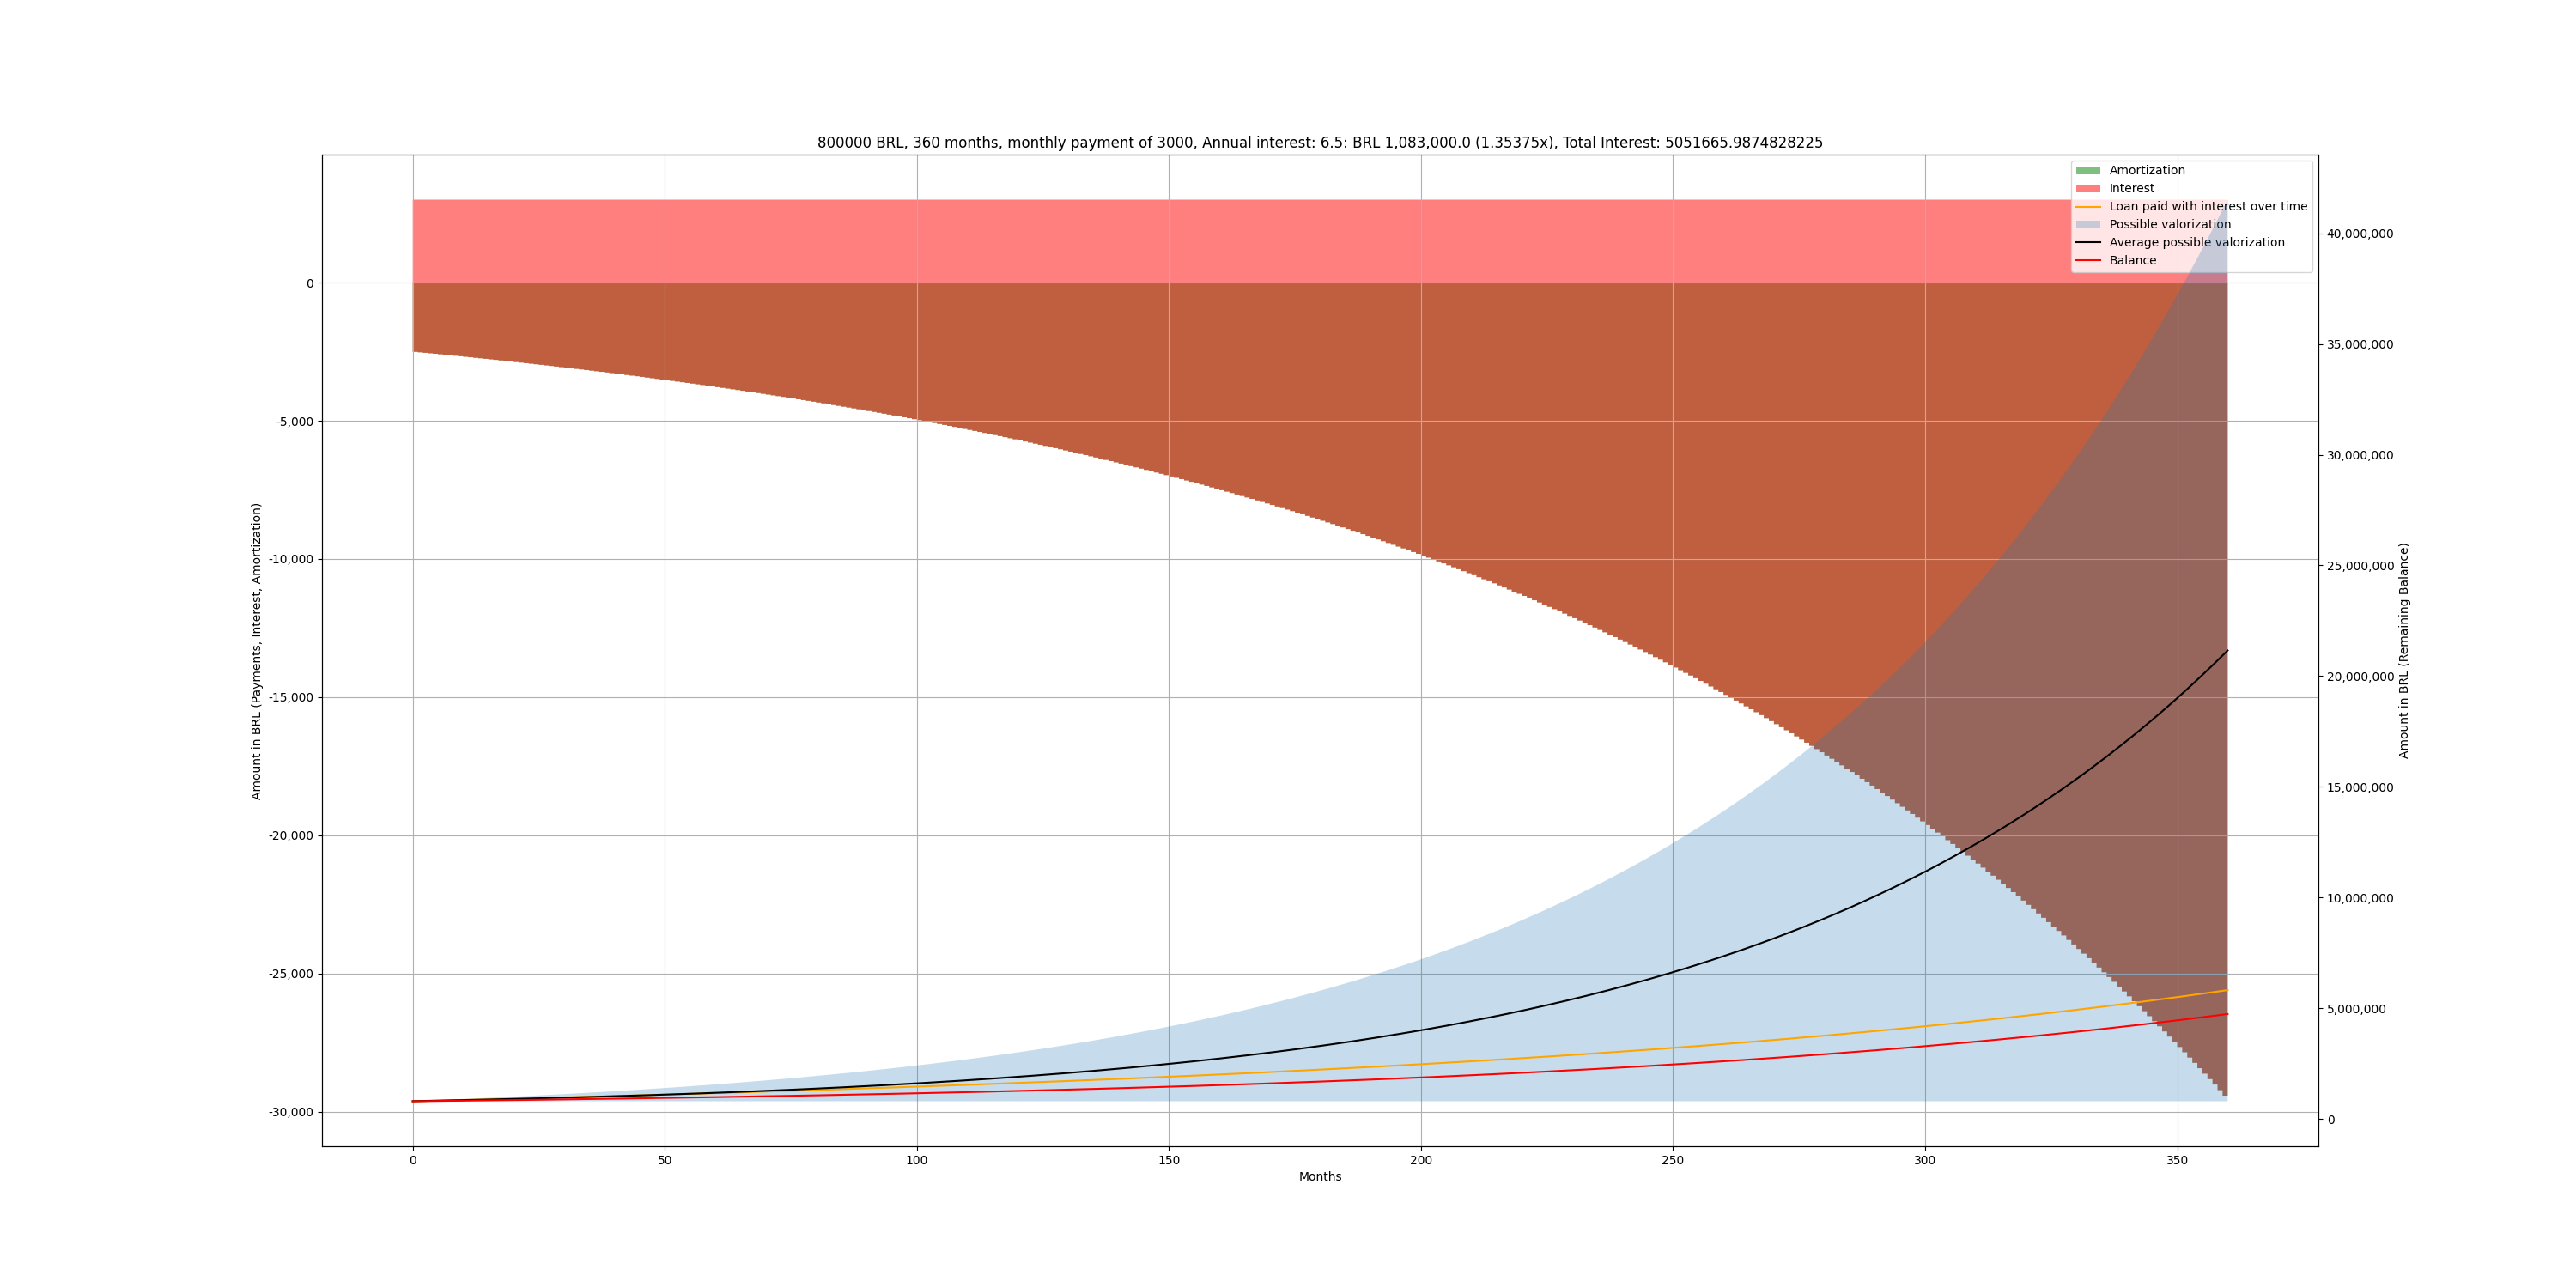 800000 BRL, 360 months, monthly payment of 3000, Annual interest: 6.5: BRL 1,083,000.0 (1.35375x), Total Interest: 5051665.9874828225
Amortization
Interest
Loan paid with interest over time
Possible valorization
Average possible valorization
Balance
Amount in BRL (Payments, Interest, Amortization)
0
-5,000
-10,000
-15,000
-20,000
-25,000
-30,000
40,000,000
35,000,000
30,000,000
25,000,000
20,000,000
15,000,000
10,000,000
5,000,000
0
Amount in BRL (Remaining Balance)
0
50
100
150
200
250
300
350
Months